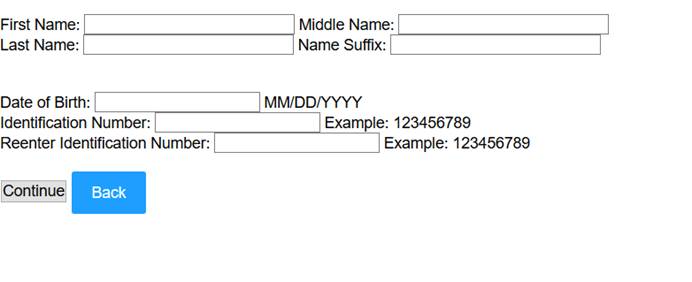 First Name: Middle Name:
Last Name: Name Suffix:
Date of Birth: MM/DD/YYYY
Identification Number: Example: 123456789
Reenter Identification Number: Example: 123456789
Continue Back